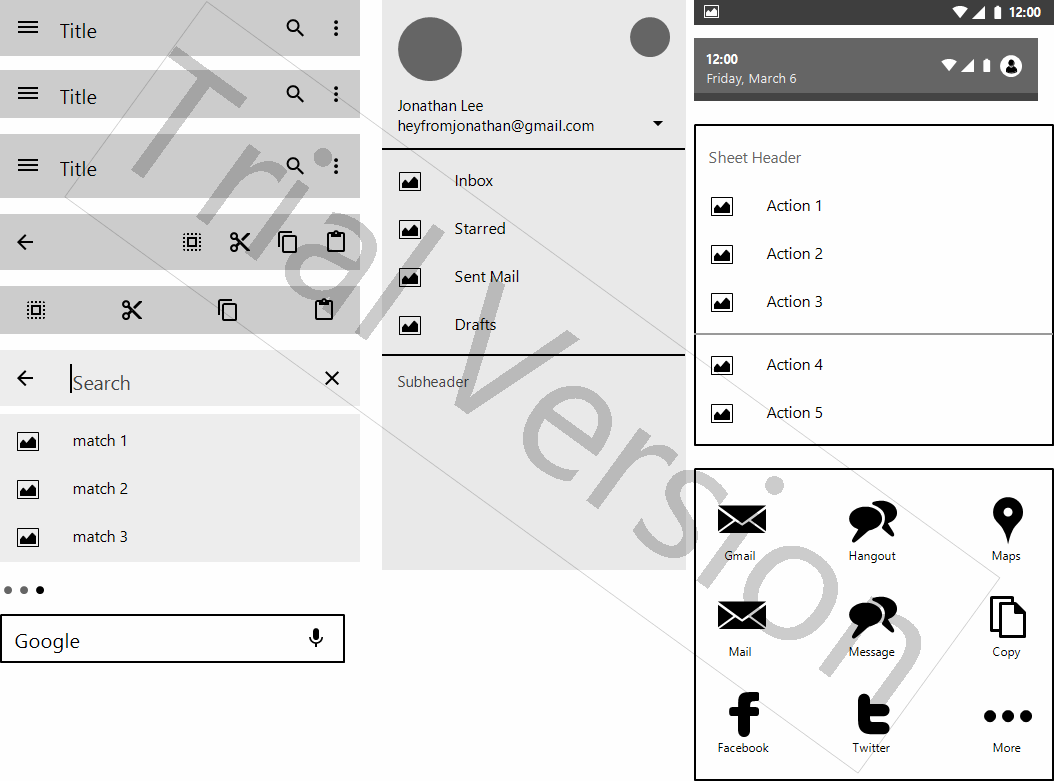 Title
Title
Title
Search
match 1
match 2
match 3
Google
Jonathan Lee
heyfromjonathan@gmail.com
Inbox
Starred
Sent Mail
Drafts
Subheader
12:00
12:00
Friday, March 6
Sheet Header
Action 1
Action 2
Action 3
Action 4
Action 5
Gmail Hangout Maps
Mail Message Copy
Facebook Twitter More
Trial Version